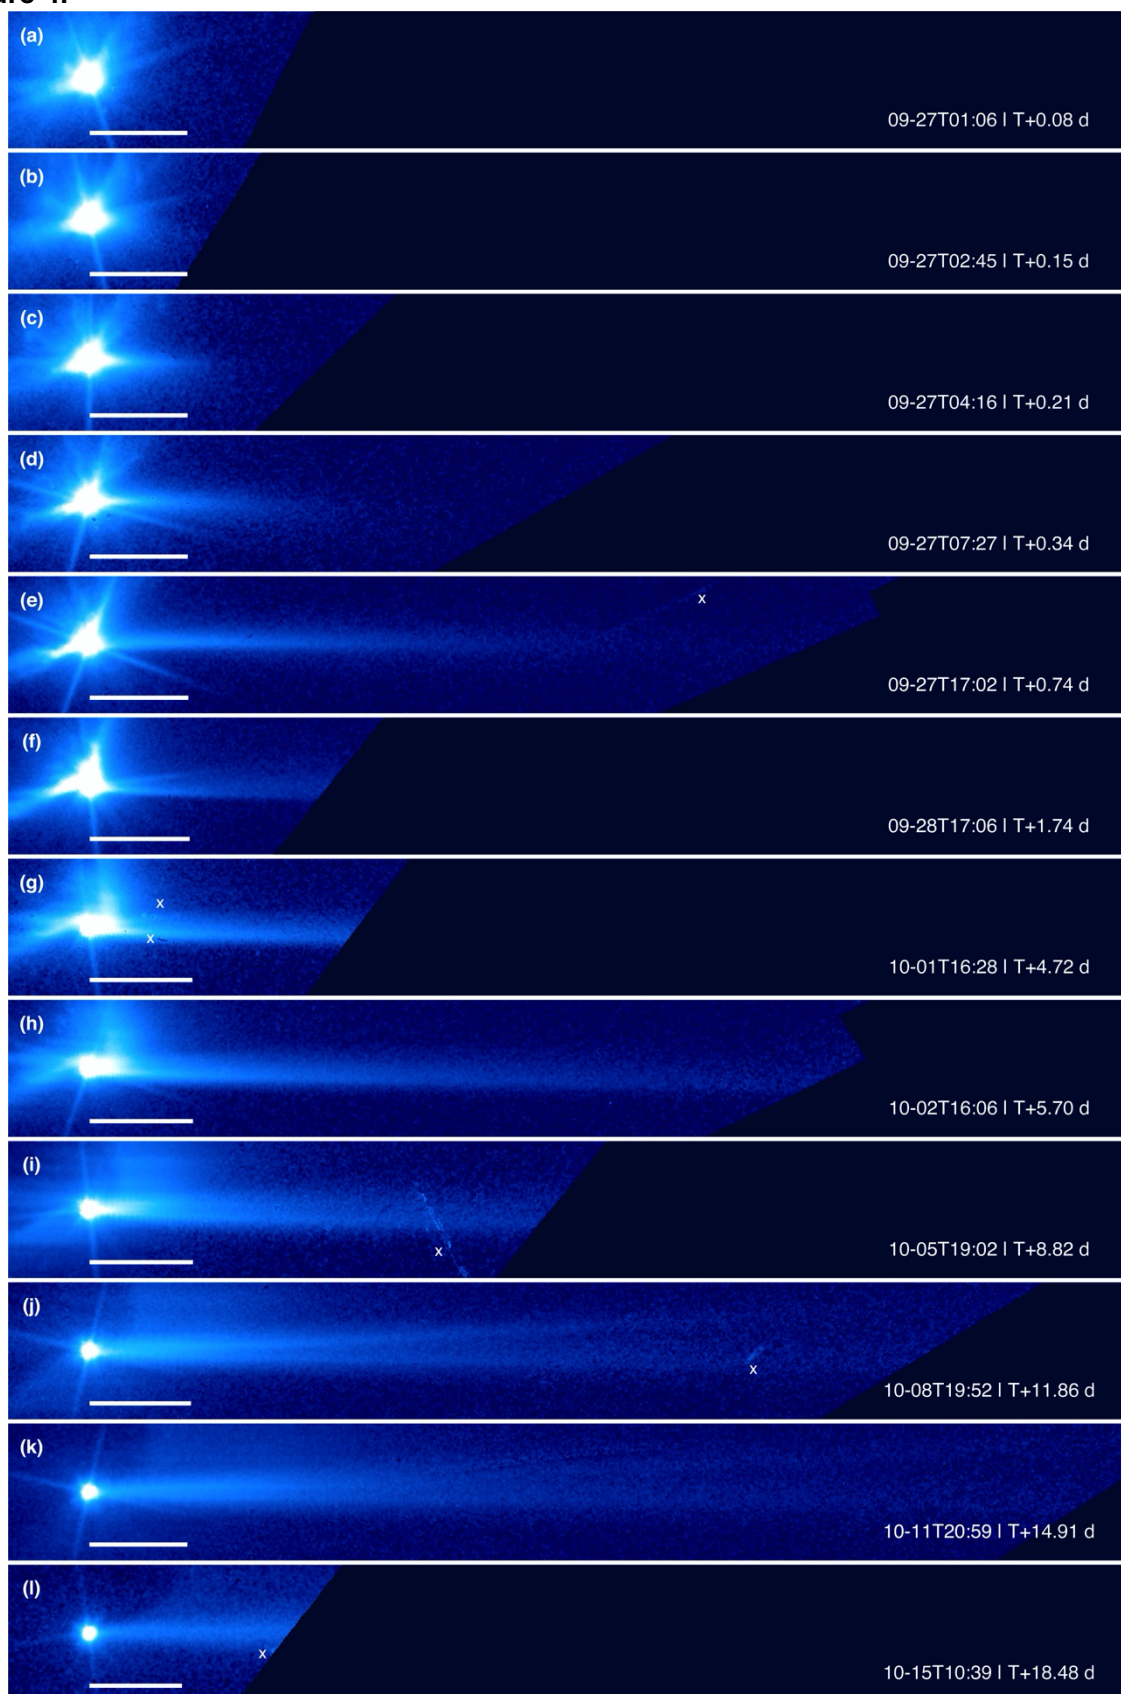 (a)
09-27T01:06 | T+0.08 d
(b)
09-27T02:45 | T+0.15 d
(c)
09-27T04:16 | T+0.21 d
(d)
09-27T07:27 | T+0.34 d
(e)
x
09-27T17:02 | T+0.74 d
(f)
09-28T17:06 | T+1.74 d
(g)
x
x
10-01T16:28 | T+4.72 d
(h)
10-02T16:06 | T+5.70 d
(i)
x
10-05T19:02 | T+8.82 d
(j)
x
10-08T19:52 | T+11.86 d
(k)
10-11T20:59 | T+14.91 d
(l)
x
10-15T10:39 | T+18.48 d